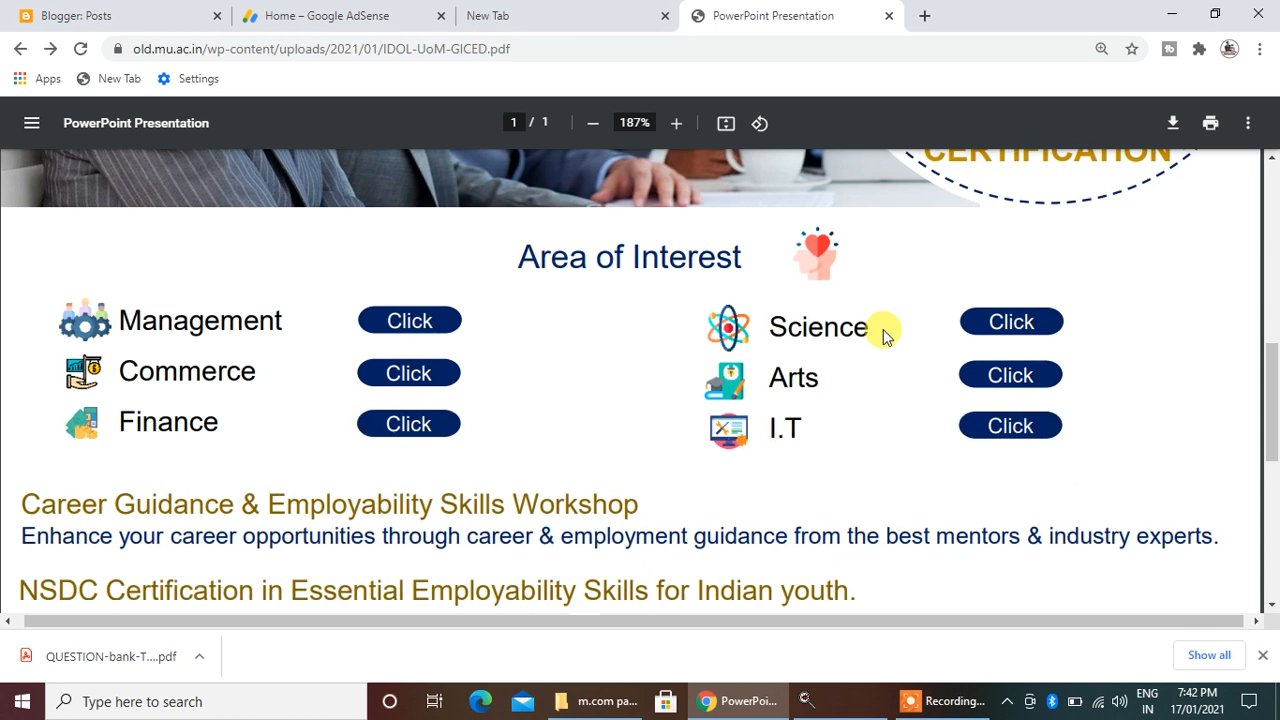 Blogger: Posts
Home – Google AdSense
New Tab
PowerPoint Presentation
old.mu.ac.in/wp-content/uploads/2021/01/IDOL-UoM-GICED.pdf
Apps
New Tab
Settings
PowerPoint Presentation
1 / 1
187%
CERTIFICATION
Area of Interest
Management Click
Science Click
Commerce Click
Arts Click
Finance Click
I.T Click
Career Guidance & Employability Skills Workshop
Enhance your career opportunities through career & employment guidance from the best mentors & industry experts.
NSDC Certification in Essential Employability Skills for Indian youth.
QUESTION-bank-T....pdf
Show all
Type here to search
m.com pa...
PowerPoi...
Recording...
ENG
IN
7:42 PM
17/01/2021